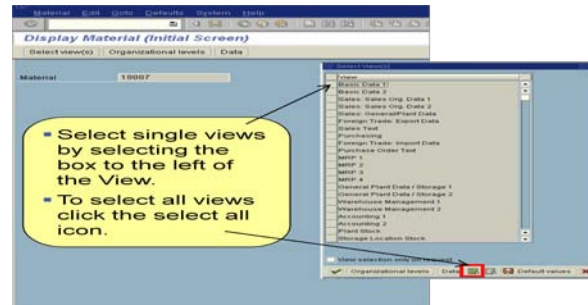 Material Edit Goto Defaults System Help
Display Material (Initial Screen)
Select view(s) Organizational levels Data
Material 10007
Select View(s)
View
Basic Data 1
Basic Data 2
Sales: Sales Org. Data 1
Sales: Sales Org. Data 2
Sales: General/Plant Data
Foreign Trade: Export Data
Sales Text
Purchasing
Foreign Trade: Import Data
Purchase Order Text
MRP 1
MRP 2
MRP 3
MRP 4
General Plant Data / Storage 1
General Plant Data / Storage 2
Warehouse Management 1
Warehouse Management 2
Accounting 1
Accounting 2
Plant Stock
Storage Location Stock
View selection only on request
Organizational levels Data Default values
▪ Select single views
by selecting the
box to the left of
the View.
▪ To select all views
click the select all
icon.